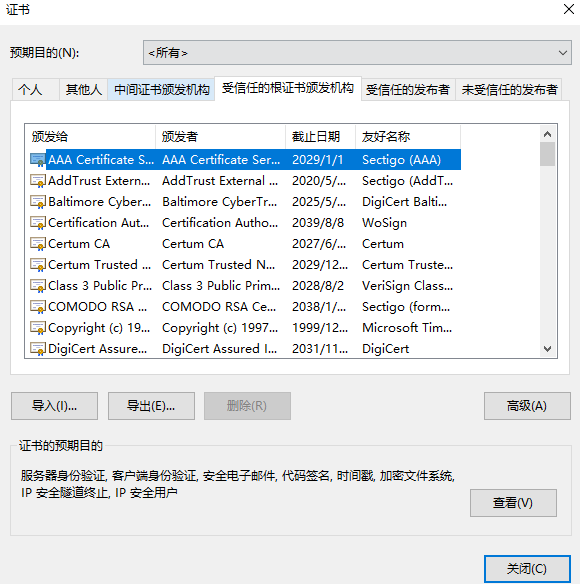 证书
预期目的(N): <所有>
个人 其他人 中间证书颁发机构 受信任的根证书颁发机构 受信任的发布者 未受信任的发布者
颁发给 颁发者 截止日期 友好名称
AAA Certificate S... AAA Certificate Ser... 2029/1/1 Sectigo (AAA)
AddTrust Extern... AddTrust External ... 2020/5/... Sectigo (AddT...
Baltimore Cyber... Baltimore CyberTr... 2025/5/... DigiCert Balti...
Certification Aut... Certification Autho... 2039/8/8 WoSign
Certum CA Certum CA 2027/6/... Certum
Certum Trusted ... Certum Trusted N... 2029/12... Certum Truste...
Class 3 Public Pr... Class 3 Public Prim... 2028/8/2 VeriSign Class...
COMODO RSA ... COMODO RSA Ce... 2038/1/... Sectigo (form...
Copyright (c) 19... Copyright (c) 1997... 1999/12... Microsoft Tim...
DigiCert Assure... DigiCert Assured I... 2031/11... DigiCert
导入(I)... 导出(E)... 删除(R) 高级(A)
证书的预期目的
服务器身份验证, 客户端身份验证, 安全电子邮件, 代码签名, 时间戳, 加密文件系统,
IP 安全隧道终止, IP 安全用户
查看(V)
关闭(C)